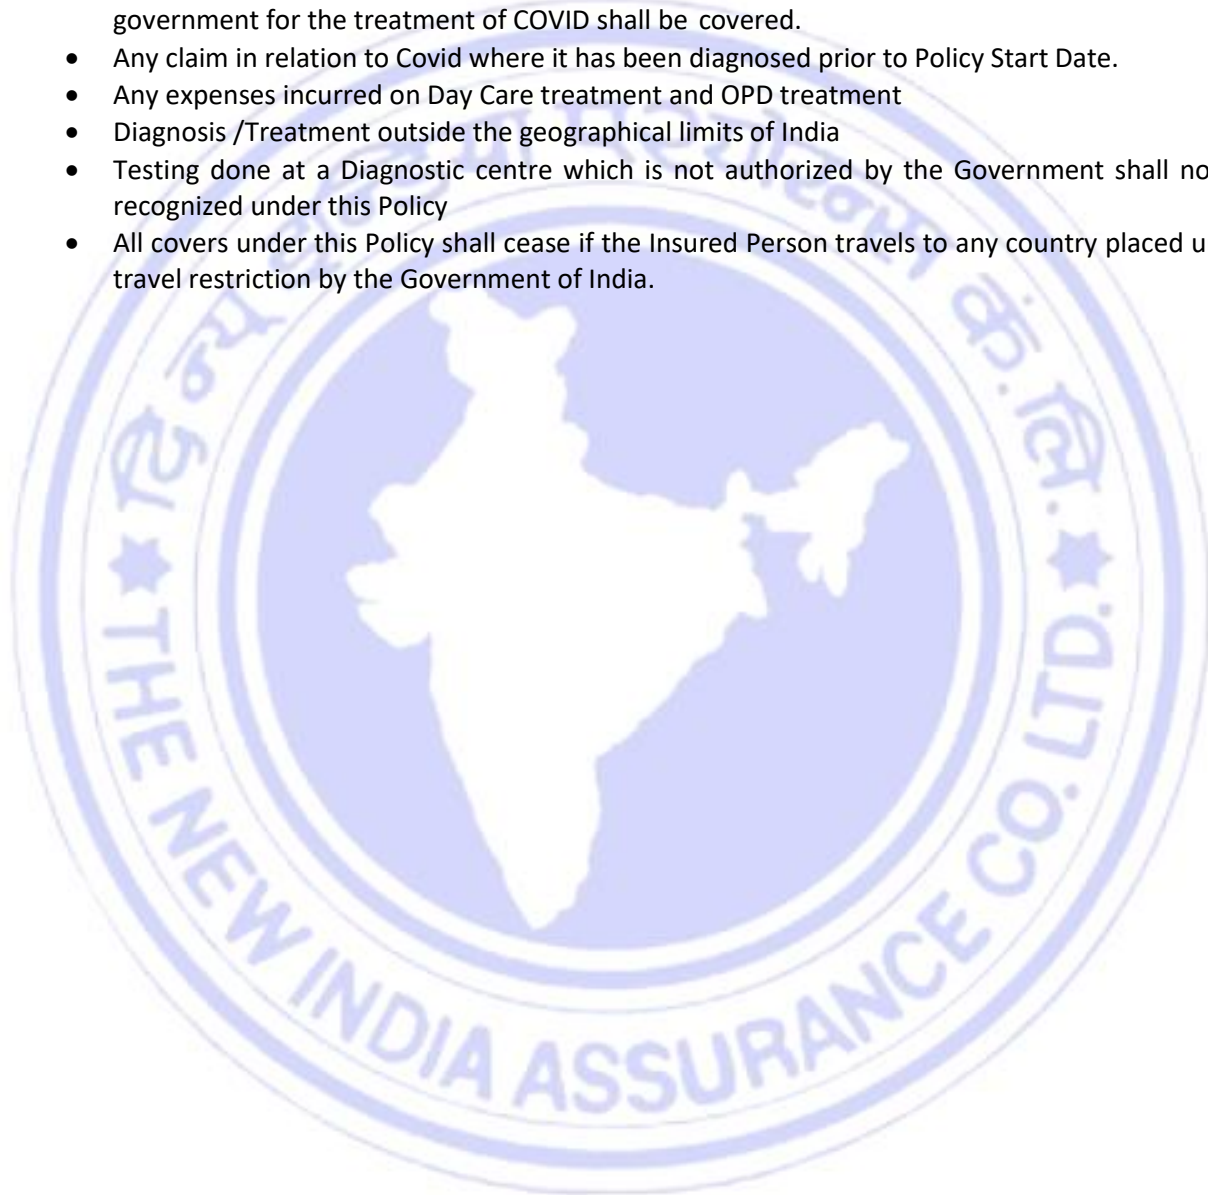 government for the treatment of COVID shall be covered.
• Any claim in relation to Covid where it has been diagnosed prior to Policy Start Date.
• Any expenses incurred on Day Care treatment and OPD treatment
• Diagnosis /Treatment outside the geographical limits of India
• Testing done at a Diagnostic centre which is not authorized by the Government shall no
recognized under this Policy
• All covers under this Policy shall cease if the Insured Person travels to any country placed u
travel restriction by the Government of India.
दि न्यू इन्डिया एश्योरेन्स कं. लि.
THE NEW INDIA ASSURANCE CO. LTD.